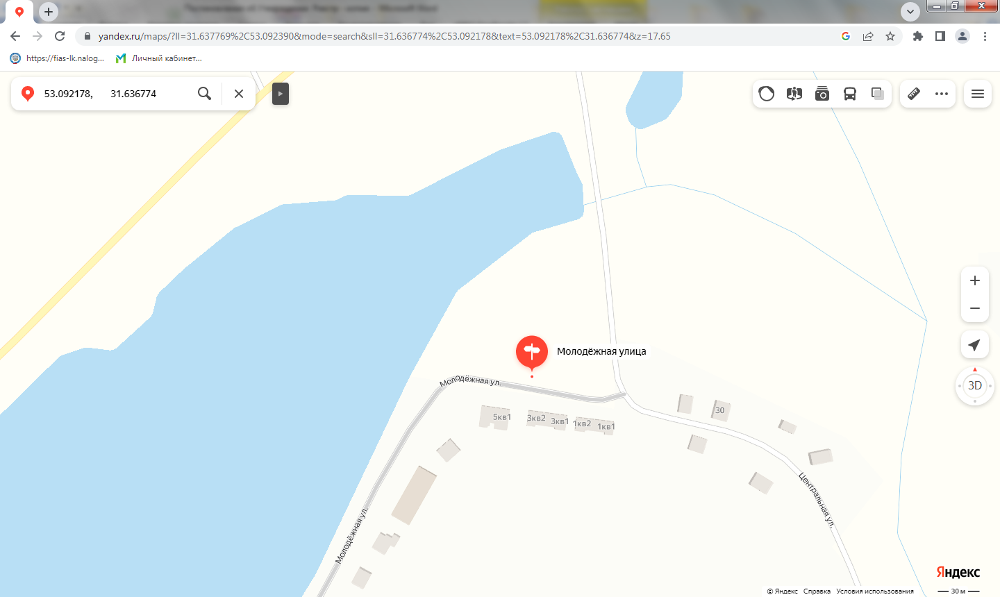 yandex.ru/maps/?ll=31.637769%2C53.092390&mode=search&sll=31.636774%2C53.092178&text=53.092178%2C31.636774&z=17.65
https://fias-lk.nalog...
Личный кабинет...
53.092178, 31.636774
Молодёжная улица
Молодёжная ул.
5кв1
3кв2
3кв1
1кв2
1кв1
30
Центральная ул.
Молодёжная ул.
3D
Яндекс
© Яндекс Справка Условия использования
30 м